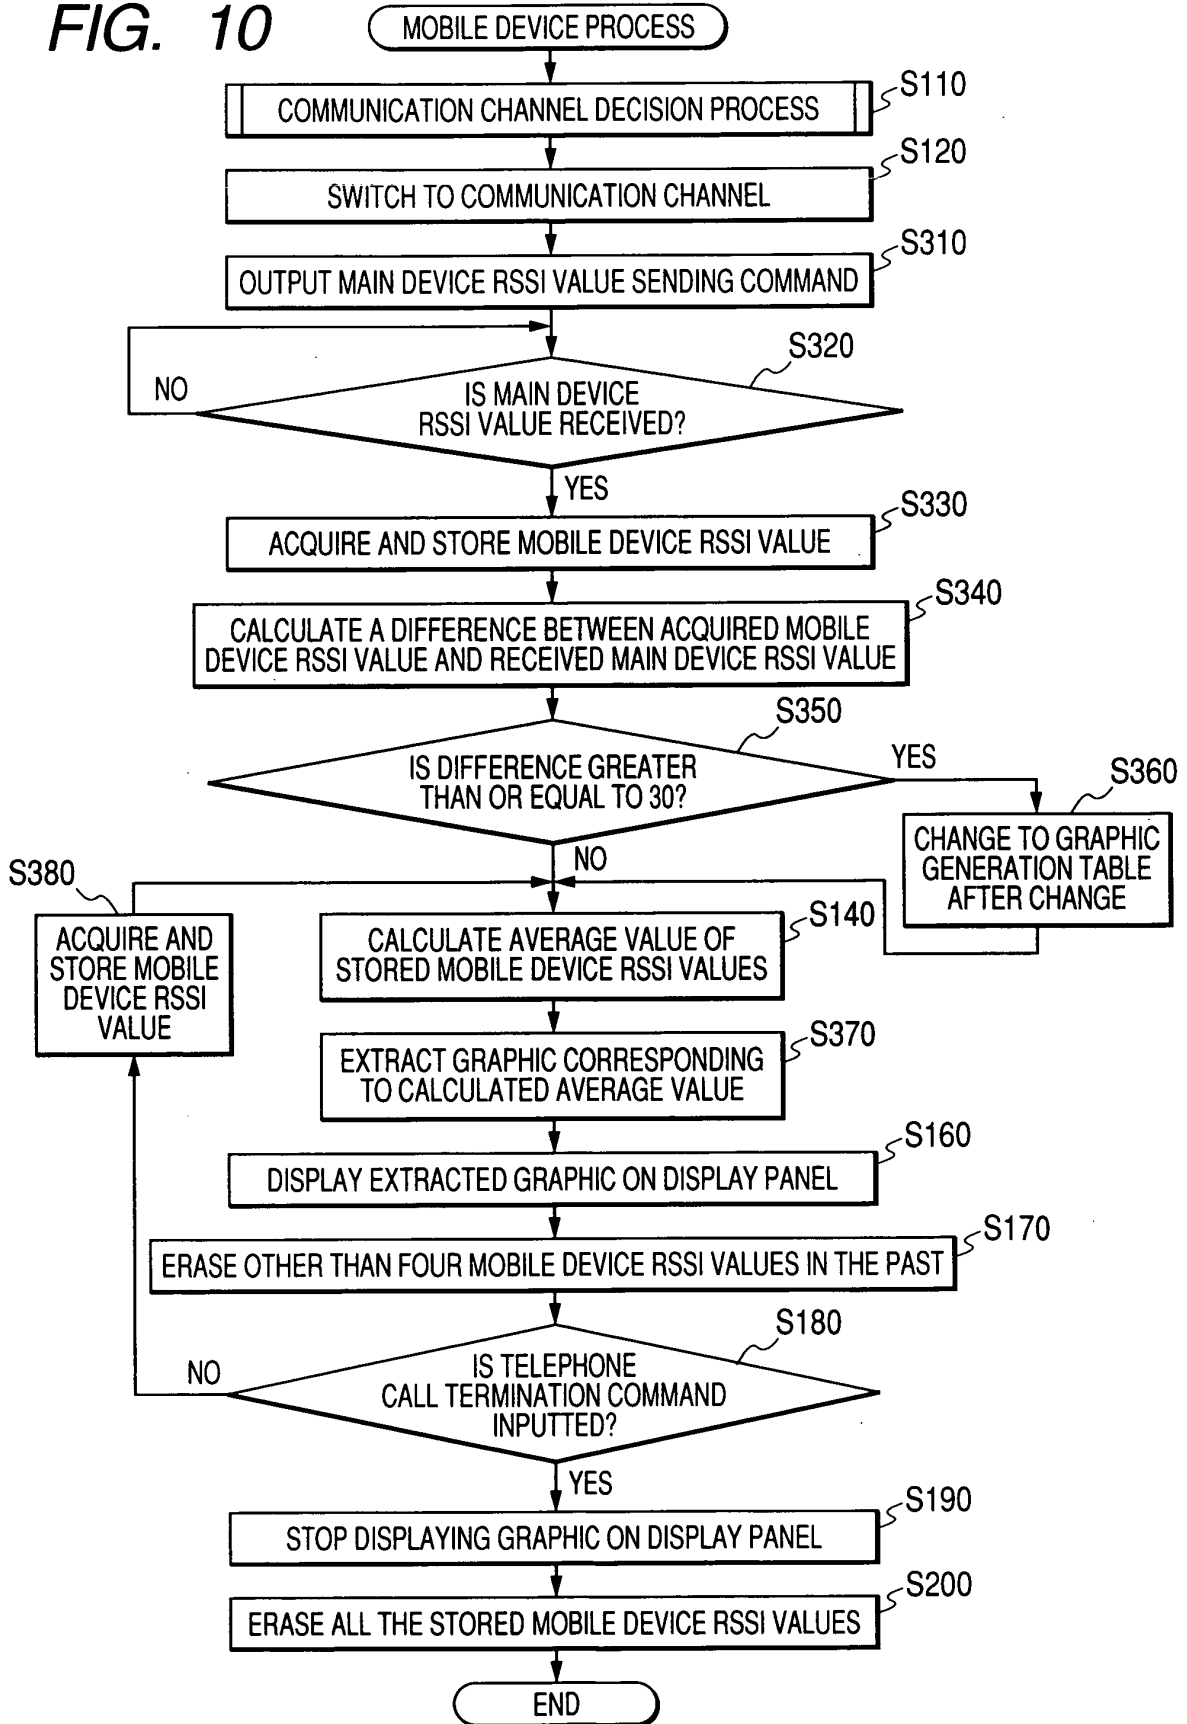 FIG. 10
MOBILE DEVICE PROCESS
S110
COMMUNICATION CHANNEL DECISION PROCESS
S120
SWITCH TO COMMUNICATION CHANNEL
S310
OUTPUT MAIN DEVICE RSSI VALUE SENDING COMMAND
S320
NO
IS MAIN DEVICE
RSSI VALUE RECEIVED?
YES
S330
ACQUIRE AND STORE MOBILE DEVICE RSSI VALUE
S340
CALCULATE A DIFFERENCE BETWEEN ACQUIRED MOBILE
DEVICE RSSI VALUE AND RECEIVED MAIN DEVICE RSSI VALUE
S350
IS DIFFERENCE GREATER
THAN OR EQUAL TO 30?
YES
S360
CHANGE TO GRAPHIC
GENERATION TABLE
AFTER CHANGE
NO
S380
ACQUIRE AND
STORE MOBILE
DEVICE RSSI
VALUE
S140
CALCULATE AVERAGE VALUE OF
STORED MOBILE DEVICE RSSI VALUES
S370
EXTRACT GRAPHIC CORRESPONDING
TO CALCULATED AVERAGE VALUE
S160
DISPLAY EXTRACTED GRAPHIC ON DISPLAY PANEL
S170
ERASE OTHER THAN FOUR MOBILE DEVICE RSSI VALUES IN THE PAST
S180
NO
IS TELEPHONE
CALL TERMINATION COMMAND
INPUTTED?
YES
S190
STOP DISPLAYING GRAPHIC ON DISPLAY PANEL
S200
ERASE ALL THE STORED MOBILE DEVICE RSSI VALUES
END